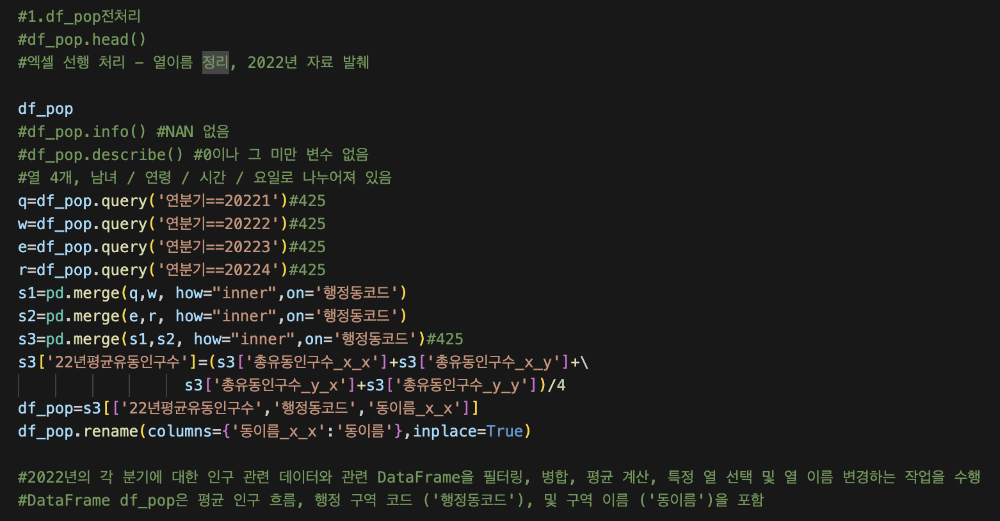 #1.df_pop전처리
#df_pop.head()
#엑셀 선행 처리 - 열이름 정리, 2022년 자료 발췌
df_pop
#df_pop.info() #NAN 없음
#df_pop.describe() #0이나 그 미만 변수 없음
#열 4개, 남녀 / 연령 / 시간 / 요일로 나누어져 있음
q=df_pop.query('연분기==20221')#425
w=df_pop.query('연분기==20222')#425
e=df_pop.query('연분기==20223')#425
r=df_pop.query('연분기==20224')#425
s1=pd.merge(q,w, how="inner",on='행정동코드')
s2=pd.merge(e,r, how="inner",on='행정동코드')
s3=pd.merge(s1,s2, how="inner",on='행정동코드')#425
s3['22년평균유동인구수']=(s3['총유동인구수_x_x']+s3['총유동인구수_x_y']+\
s3['총유동인구수_y_x']+s3['총유동인구수_y_y'])/4
df_pop=s3[['22년평균유동인구수','행정동코드','동이름_x_x']]
df_pop.rename(columns={'동이름_x_x':'동이름'},inplace=True)
#2022년의 각 분기에 대한 인구 관련 데이터와 관련 DataFrame을 필터링, 병합, 평균 계산, 특정 열 선택 및 열 이름 변경하는 작업을 수행
#DataFrame df_pop은 평균 인구 흐름, 행정 구역 코드 ('행정동코드'), 및 구역 이름 ('동이름')을 포함